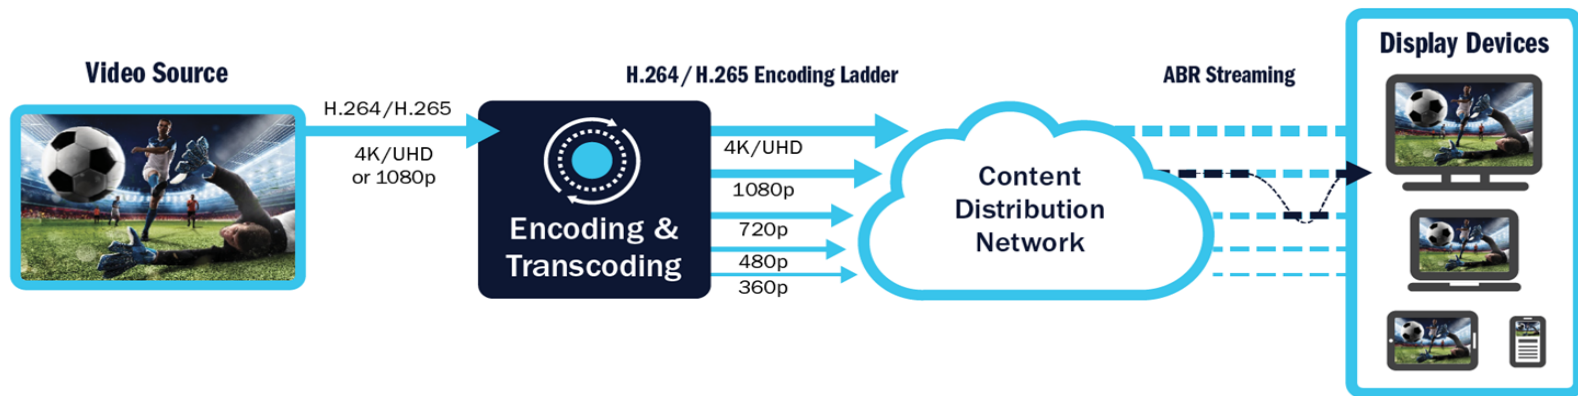 Video Source
H.264/H.265
4K/UHD
or 1080p
Encoding &
Transcoding
H.264/H.265 Encoding Ladder
4K/UHD
1080p
720p
480p
360p
Content
Distribution
Network
ABR Streaming
Display Devices